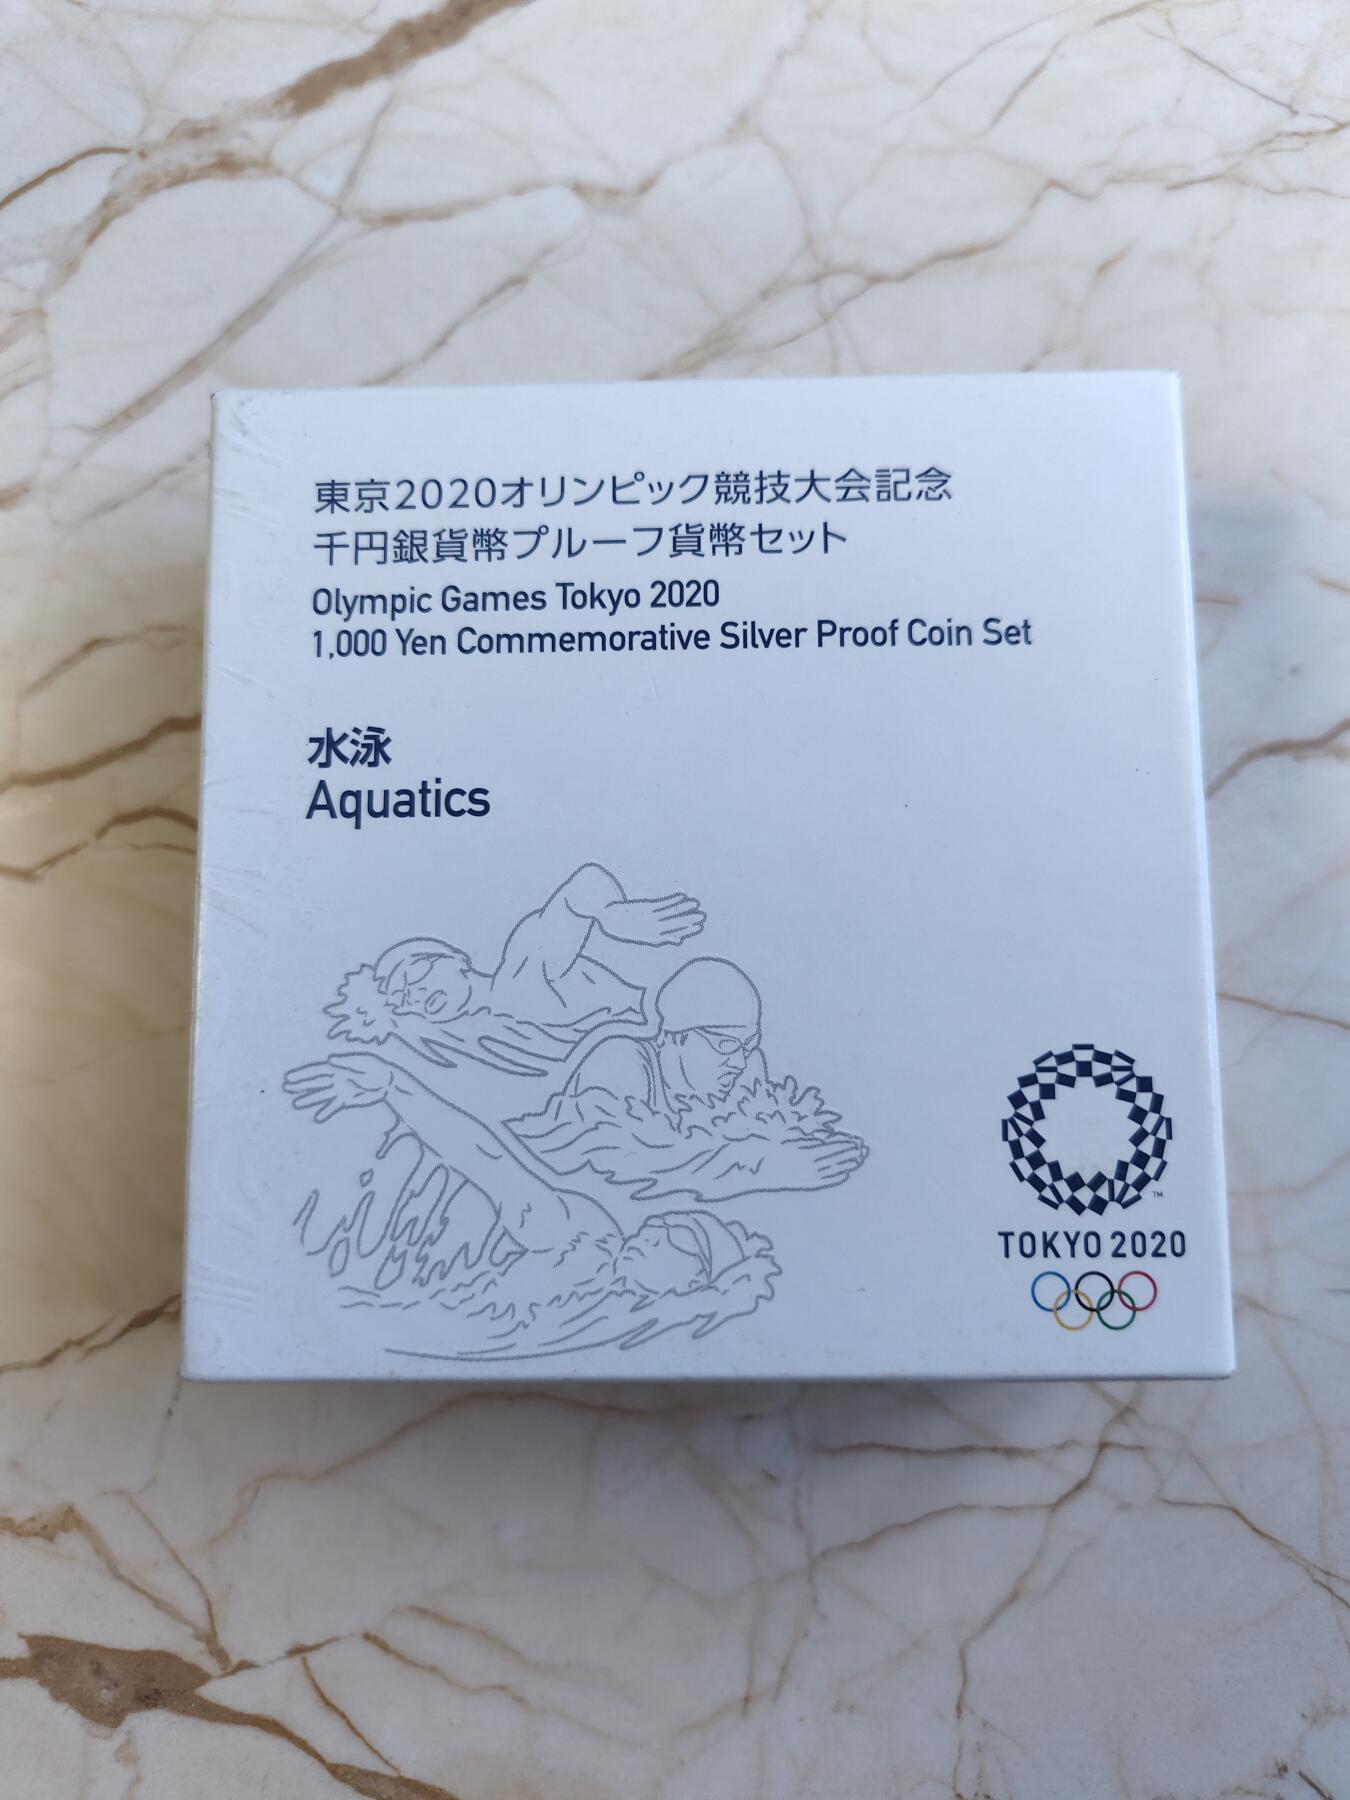 東京2020オリンピック競技大会記念
千円銀貨幣プルーフ貨幣セット
Olympic Games Tokyo 2020
1,000 Yen Commemorative Silver Proof Coin Set
水泳
Aquatics
TM
TOKYO 2020